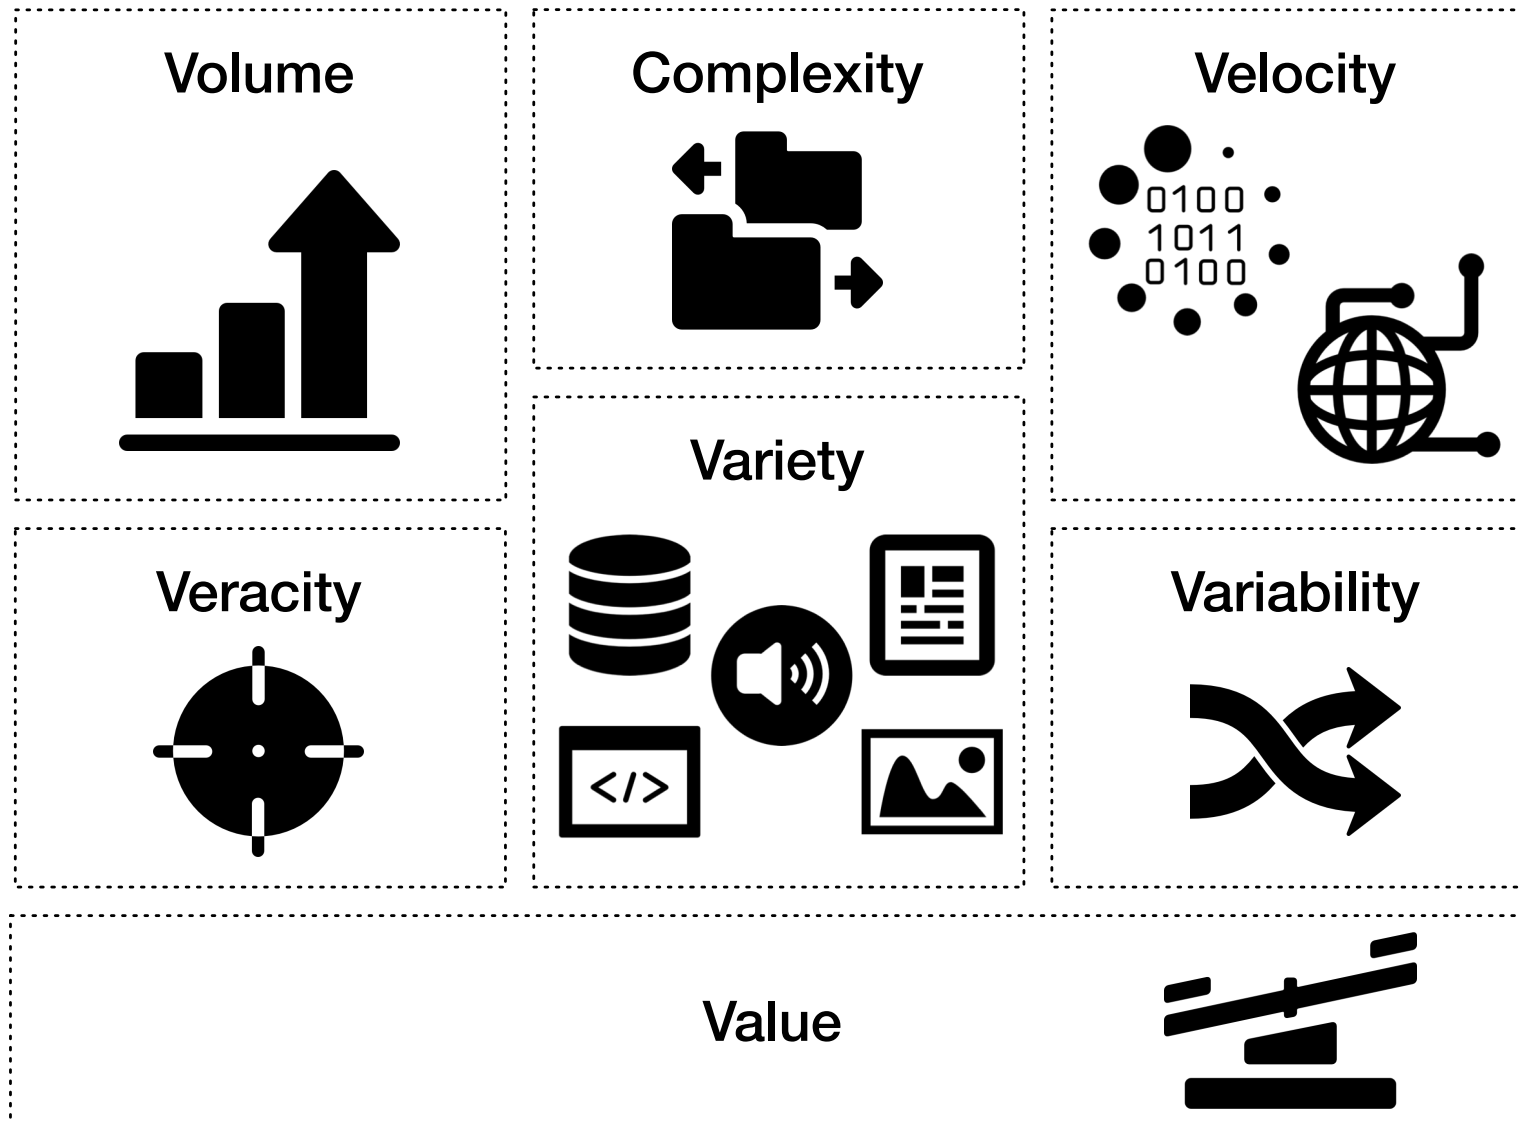 Volume
Complexity
Velocity
0100
1011
0100
Variety
Veracity
Variability
</>
Value